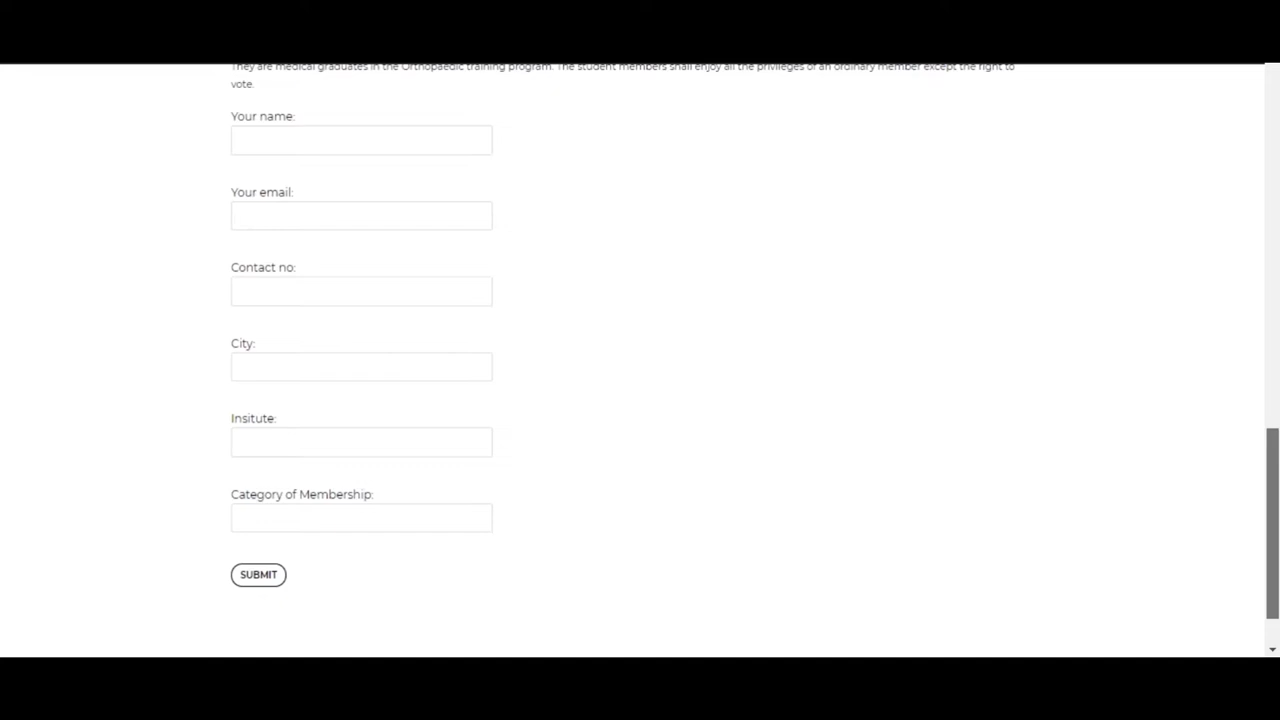 They are medical graduates in the Orthopaedic training program. The student members shall enjoy all the privileges of an ordinary member except the right to
vote.
Your name:
Your email:
Contact no:
City:
Insitute:
Category of Membership:
SUBMIT